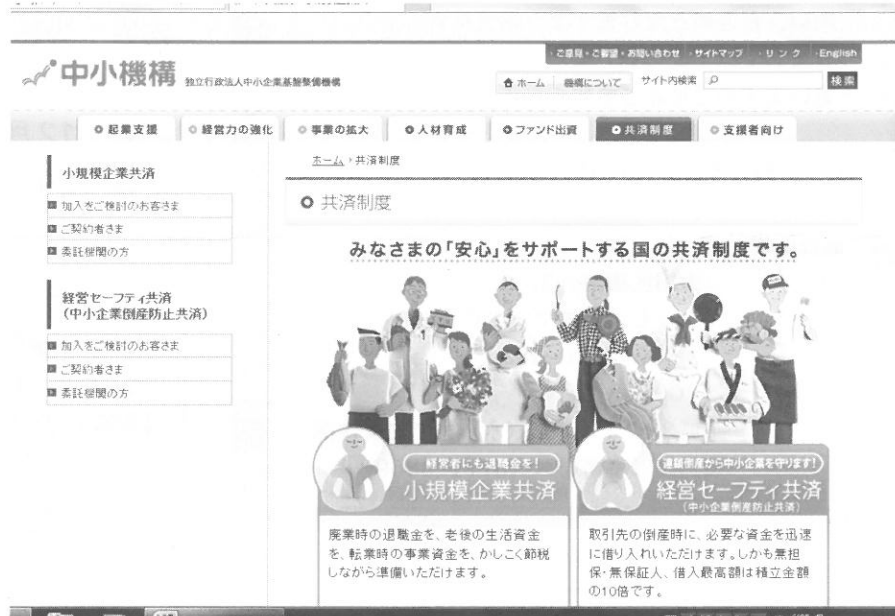 ご意見・ご要望・お問い合わせ サイトマップ リンク English
中小機構 独立行政法人中小企業基盤整備機構
ホーム 機構について サイト内検索 検索
起業支援 経営力の強化 事業の拡大 人材育成 ファンド出資 共済制度 支援者向け
ホーム › 共済制度
小規模企業共済
加入をご検討のお客さま
ご契約者さま
委託機関の方
経営セーフティ共済
(中小企業倒産防止共済)
加入をご検討のお客さま
ご契約者さま
委託機関の方
共済制度
みなさまの「安心」をサポートする国の共済制度です。
経営者にも退職金を!
小規模企業共済
廃業時の退職金を、老後の生活資金
を、転業時の事業資金を、かしこく節税
しながら準備いただけます。
連鎖倒産から中小企業を守ります!
経営セーフティ共済
(中小企業倒産防止共済)
取引先の倒産時に、必要な資金を迅速
に借り入れいただけます。しかも無担
保・無保証人、借入最高額は積立金額
の10倍です。